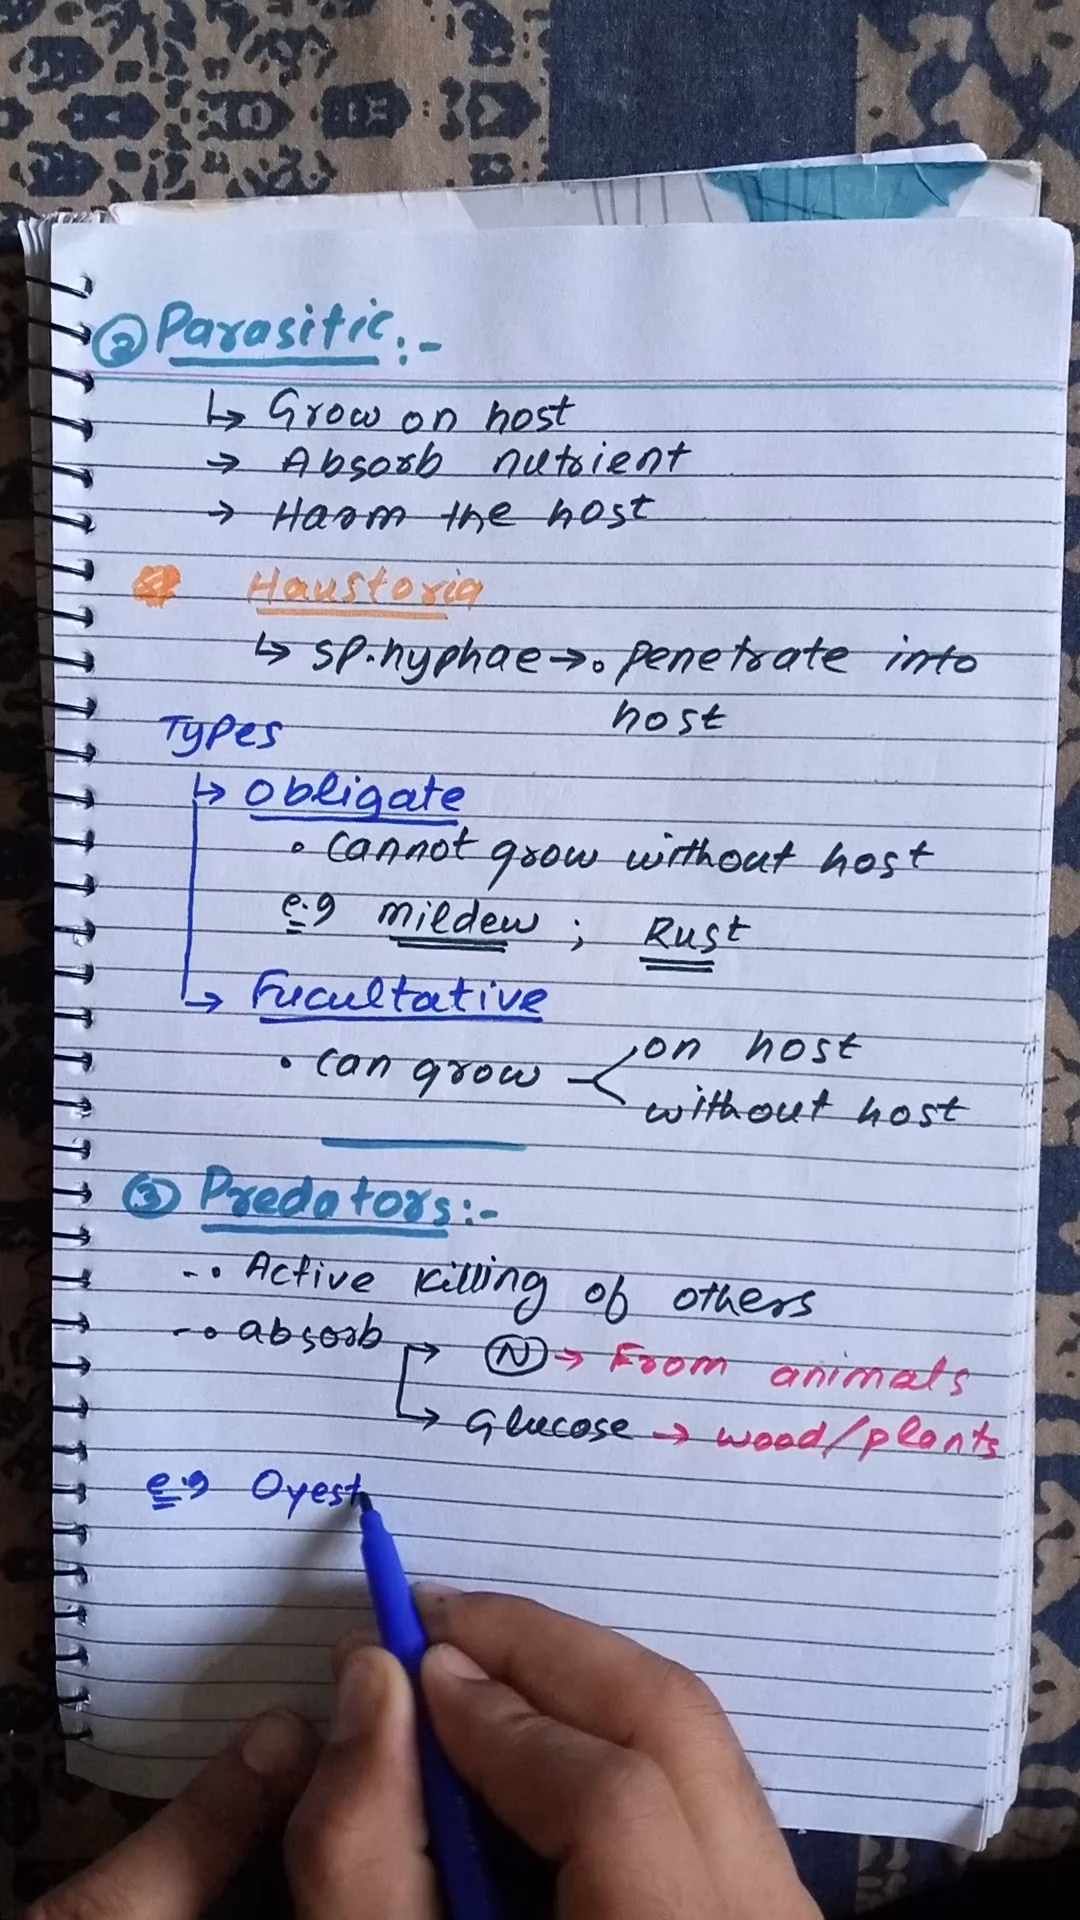 ② Parasitic:-
↳ Grow on host
→ Absorb nutrient
→ Harm the host
Haustoria
↳ sp.hyphae →. penetrate into
host
Types
↳ Obligate
• cannot grow without host
e.g mildew ; Rust
→ Fucultative
• can grow on host
without host
③ Predators:-
-• Active killing of others
-• absorb → N → From animals
→ Glucose → wood/plants
e.g Oyest